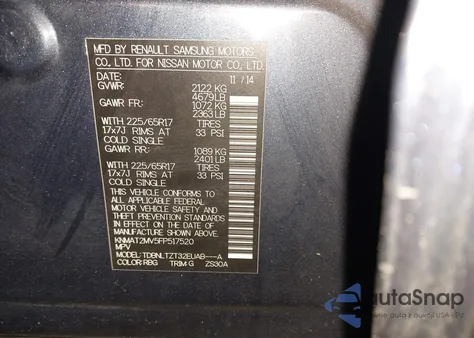 MFD BY RENAULT SAMSUNG MOTORS
CO., LTD. FOR NISSAN MOTOR CO., LTD.
DATE: 11 / 14
GVWR: 2122 KG
4679 LB
GAWR FR: 1072 KG
2363 LB
WITH 225/65R17 TIRES
17x7J RIMS AT 33 PSI
COLD SINGLE
GAWR RR: 1089 KG
2401 LB
WITH 225/65R17 TIRES
17x7J RIMS AT 33 PSI
COLD SINGLE
THIS VEHICLE CONFORMS TO
ALL APPLICABLE FEDERAL
MOTOR VEHICLE SAFETY AND
THEFT PREVENTION STANDARDS
IN EFFECT ON THE DATE OF
MANUFACTURE SHOWN ABOVE.
KNMAT2MV5FP517520
MPV
MODEL: TDBNLTZT32EUAB---A
COLOR: RBG TRIM: G ZS30A
autoSnap